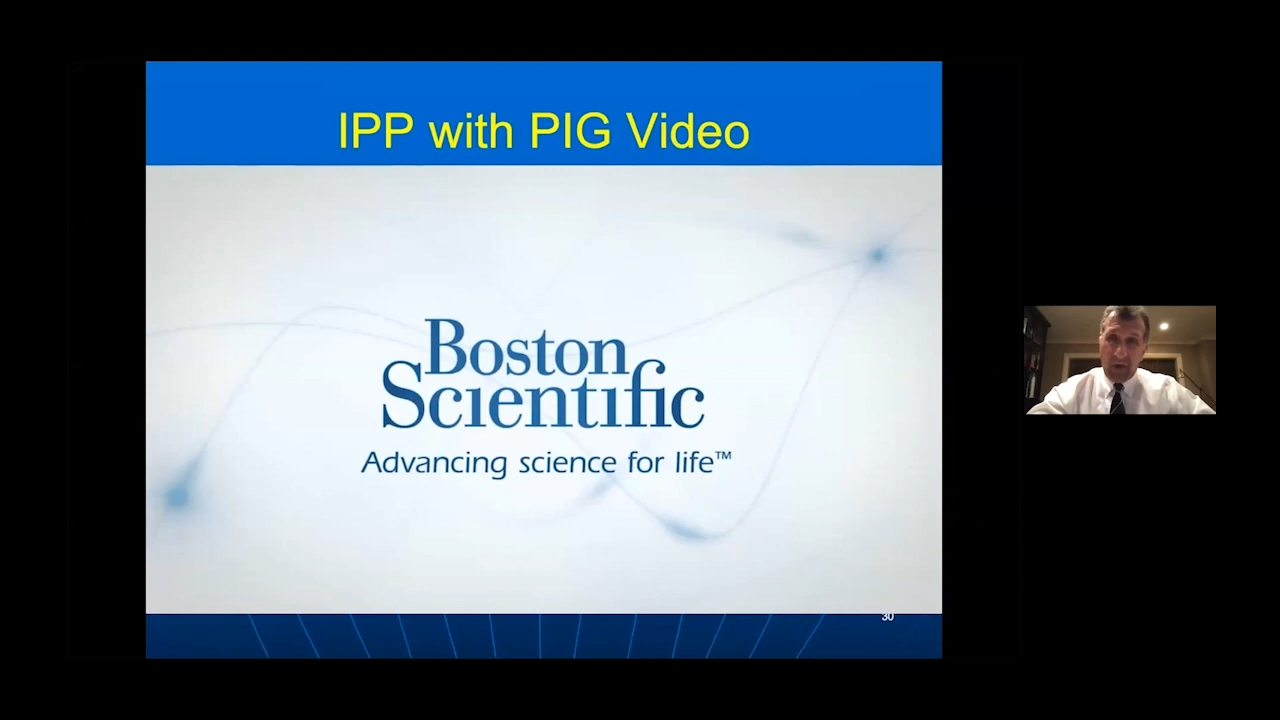 IPP with PIG Video
Boston
Scientific
Advancing science for life™
30